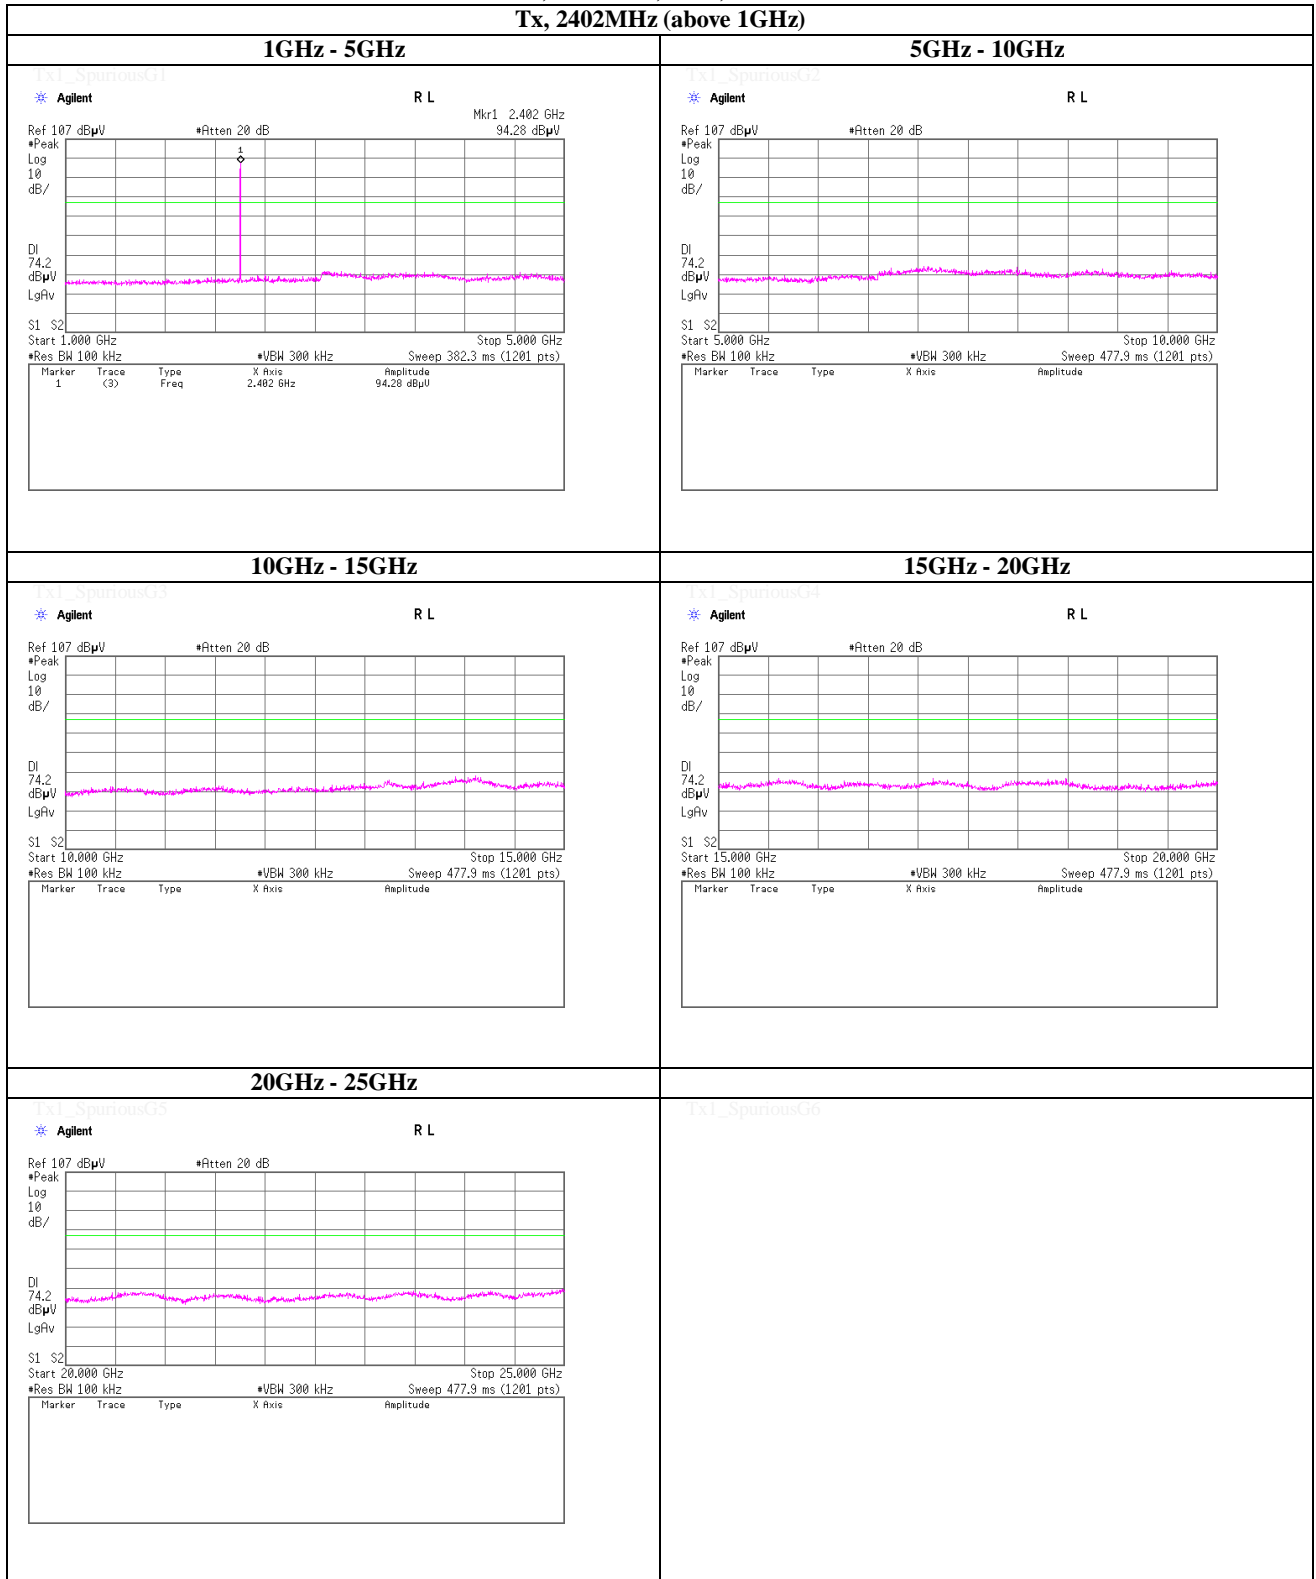 Tx, 2402MHz (above 1GHz)
1GHz - 5GHz
Tx1_SpuriousG1
Agilent R L
Mkr1 2.402 GHz
Ref 107 dBµV #Atten 20 dB 94.28 dBµV
#Peak
Log
10
dB/
1
DI
74.2
dBµV
LgAv
S1 S2
Start 1.000 GHz Stop 5.000 GHz
#Res BW 100 kHz #VBW 300 kHz Sweep 382.3 ms (1201 pts)
Marker Trace Type X Axis Amplitude
1 (3) Freq 2.402 GHz 94.28 dBµV
5GHz - 10GHz
Tx1_SpuriousG2
Agilent R L
Ref 107 dBµV #Atten 20 dB
#Peak
Log
10
dB/
DI
74.2
dBµV
LgAv
S1 S2
Start 5.000 GHz Stop 10.000 GHz
#Res BW 100 kHz #VBW 300 kHz Sweep 477.9 ms (1201 pts)
Marker Trace Type X Axis Amplitude
10GHz - 15GHz
Tx1_SpuriousG3
Agilent R L
Ref 107 dBµV #Atten 20 dB
#Peak
Log
10
dB/
DI
74.2
dBµV
LgAv
S1 S2
Start 10.000 GHz Stop 15.000 GHz
#Res BW 100 kHz #VBW 300 kHz Sweep 477.9 ms (1201 pts)
Marker Trace Type X Axis Amplitude
15GHz - 20GHz
Tx1_SpuriousG4
Agilent R L
Ref 107 dBµV #Atten 20 dB
#Peak
Log
10
dB/
DI
74.2
dBµV
LgAv
S1 S2
Start 15.000 GHz Stop 20.000 GHz
#Res BW 100 kHz #VBW 300 kHz Sweep 477.9 ms (1201 pts)
Marker Trace Type X Axis Amplitude
20GHz - 25GHz
Tx1_SpuriousG5
Agilent R L
Ref 107 dBµV #Atten 20 dB
#Peak
Log
10
dB/
DI
74.2
dBµV
LgAv
S1 S2
Start 20.000 GHz Stop 25.000 GHz
#Res BW 100 kHz #VBW 300 kHz Sweep 477.9 ms (1201 pts)
Marker Trace Type X Axis Amplitude
Tx1_SpuriousG6